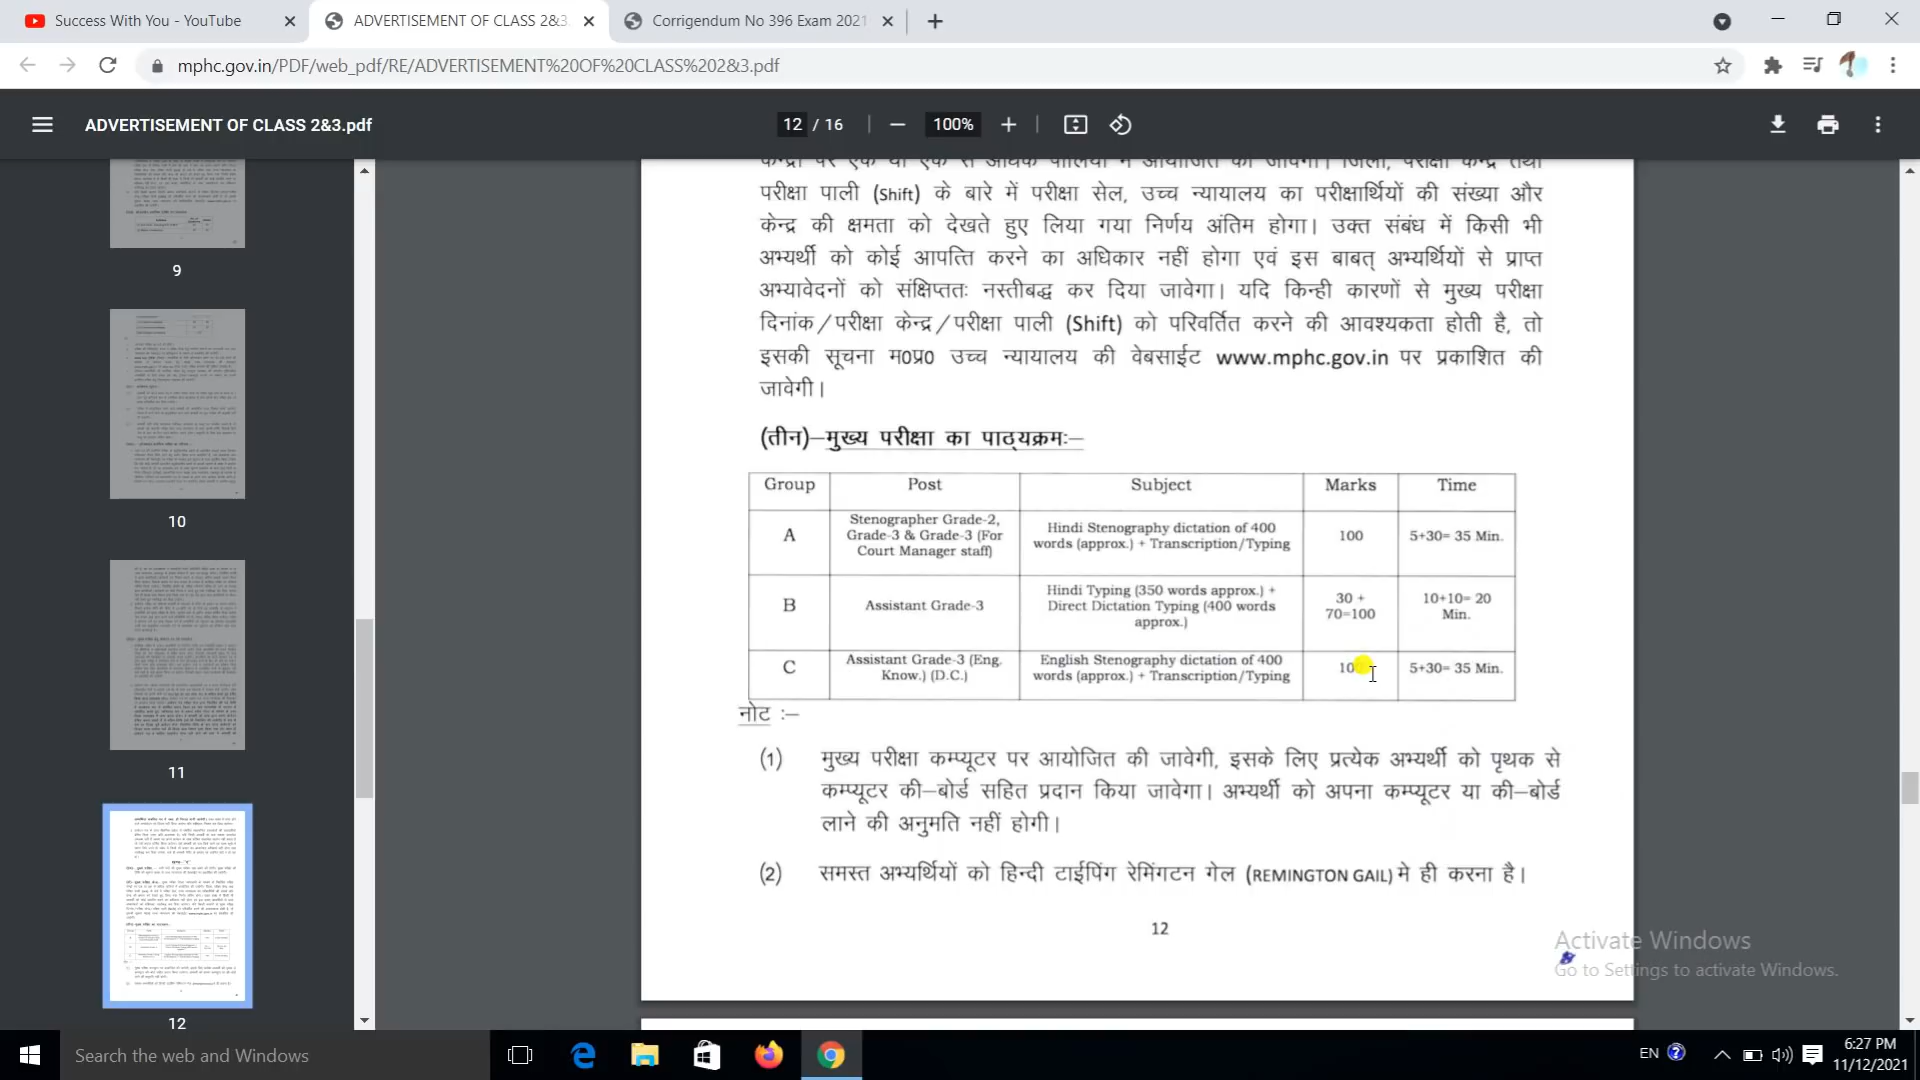 Success With You - YouTube
ADVERTISEMENT OF CLASS 2&3
Corrigendum No 396 Exam 2021
mphc.gov.in/PDF/web_pdf/RE/ADVERTISEMENT%20OF%20CLASS%202&3.pdf
ADVERTISEMENT OF CLASS 2&3.pdf
12 / 16
100%
9
10
11
12
केन्द्रों पर एक या एक से अधिक पालियों में आयोजित की जावेगी। जिला, परीक्षा केन्द्र तथा
परीक्षा पाली (Shift) के बारे में परीक्षा सेल, उच्च न्यायालय का परीक्षार्थियों की संख्या और
केन्द्र की क्षमता को देखते हुए लिया गया निर्णय अंतिम होगा। उक्त संबंध में किसी भी
अभ्यर्थी को कोई आपत्ति करने का अधिकार नहीं होगा एवं इस बाबत् अभ्यर्थियों से प्राप्त
अभ्यावेदनों को संक्षिप्ततः नस्तीबद्ध कर दिया जावेगा। यदि किन्ही कारणों से मुख्य परीक्षा
दिनांक/परीक्षा केन्द्र/परीक्षा पाली (Shift) को परिवर्तित करने की आवश्यकता होती है, तो
इसकी सूचना म0प्र0 उच्च न्यायालय की वेबसाईट www.mphc.gov.in पर प्रकाशित की
जावेगी।
(तीन)–मुख्य परीक्षा का पाठ्यक्रमः–
Group Post Subject Marks Time
A
Stenographer Grade-2,
Grade-3 & Grade-3 (For
Court Manager staff)
Hindi Stenography dictation of 400
words (approx.) + Transcription/Typing
100
5+30= 35 Min.
B
Assistant Grade-3
Hindi Typing (350 words approx.) +
Direct Dictation Typing (400 words
approx.)
30 +
70=100
10+10= 20
Min.
C
Assistant Grade-3 (Eng.
Know.) (D.C.)
English Stenography dictation of 400
words (approx.) + Transcription/Typing
100
5+30= 35 Min.
नोट :–
(1) मुख्य परीक्षा कम्प्यूटर पर आयोजित की जावेगी, इसके लिए प्रत्येक अभ्यर्थी को पृथक से
कम्प्यूटर की–बोर्ड सहित प्रदान किया जावेगा। अभ्यर्थी को अपना कम्प्यूटर या की–बोर्ड
लाने की अनुमति नहीं होगी।
(2) समस्त अभ्यर्थियों को हिन्दी टाईपिंग रेमिंगटन गेल (REMINGTON GAIL) मे ही करना है।
12
Activate Windows
Go to Settings to activate Windows.
Search the web and Windows
EN
6:27 PM
11/12/2021